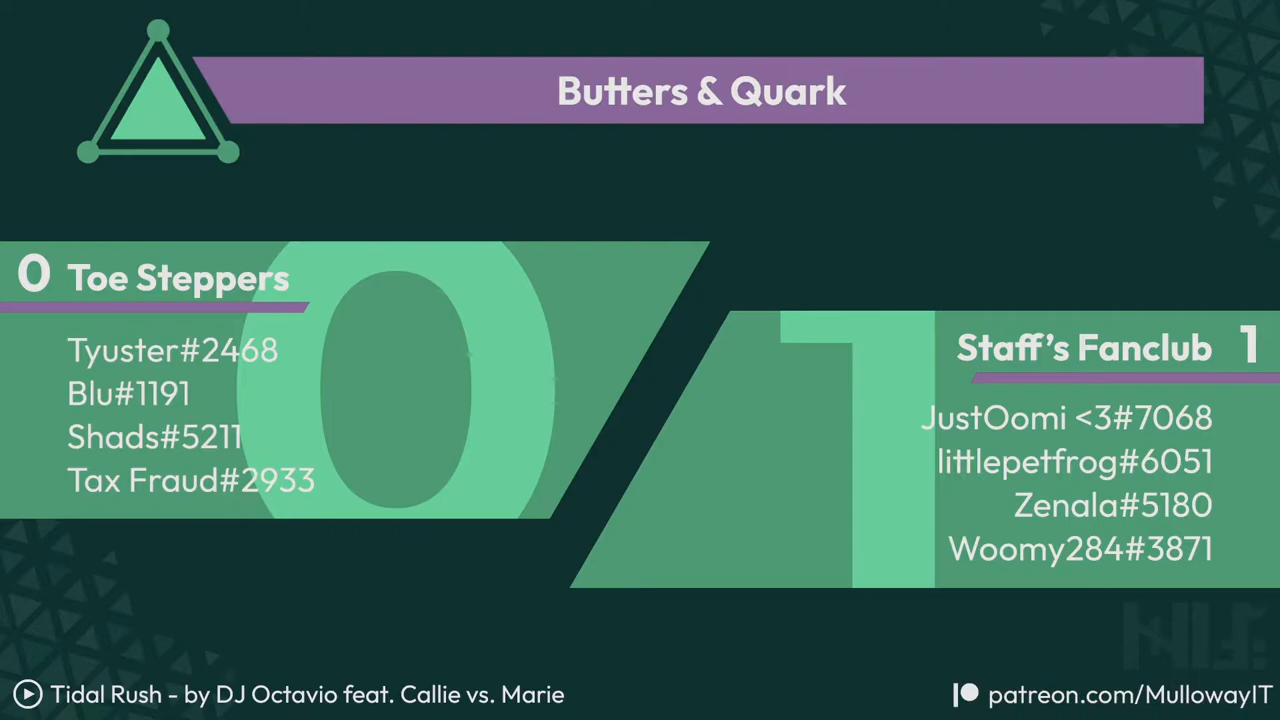 Butters & Quark
0 Toe Steppers
0
Tyuster#2468
Blu#1191
Shads#5211
Tax Fraud#2933
Staff's Fanclub 1
1
JustOomi <3#7068
littlepetfrog#6051
Zenala#5180
Woomy284#3871
Tidal Rush - by DJ Octavio feat. Callie vs. Marie
patreon.com/MullowayIT